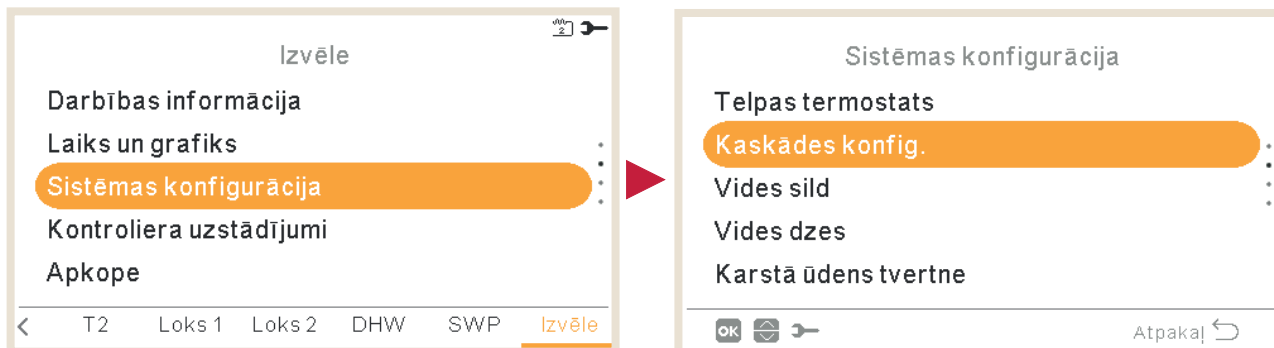 2
Izvēle
Darbības informācija
Laiks un grafiks
Sistēmas konfigurācija
Kontroliera uzstādījumi
Apkope
T2 Loks 1 Loks 2 DHW SWP Izvēle
Sistēmas konfigurācija
Telpas termostats
Kaskādes konfig.
Vides sild
Vides dzes
Karstā ūdens tvertne
OK Atpakaļ